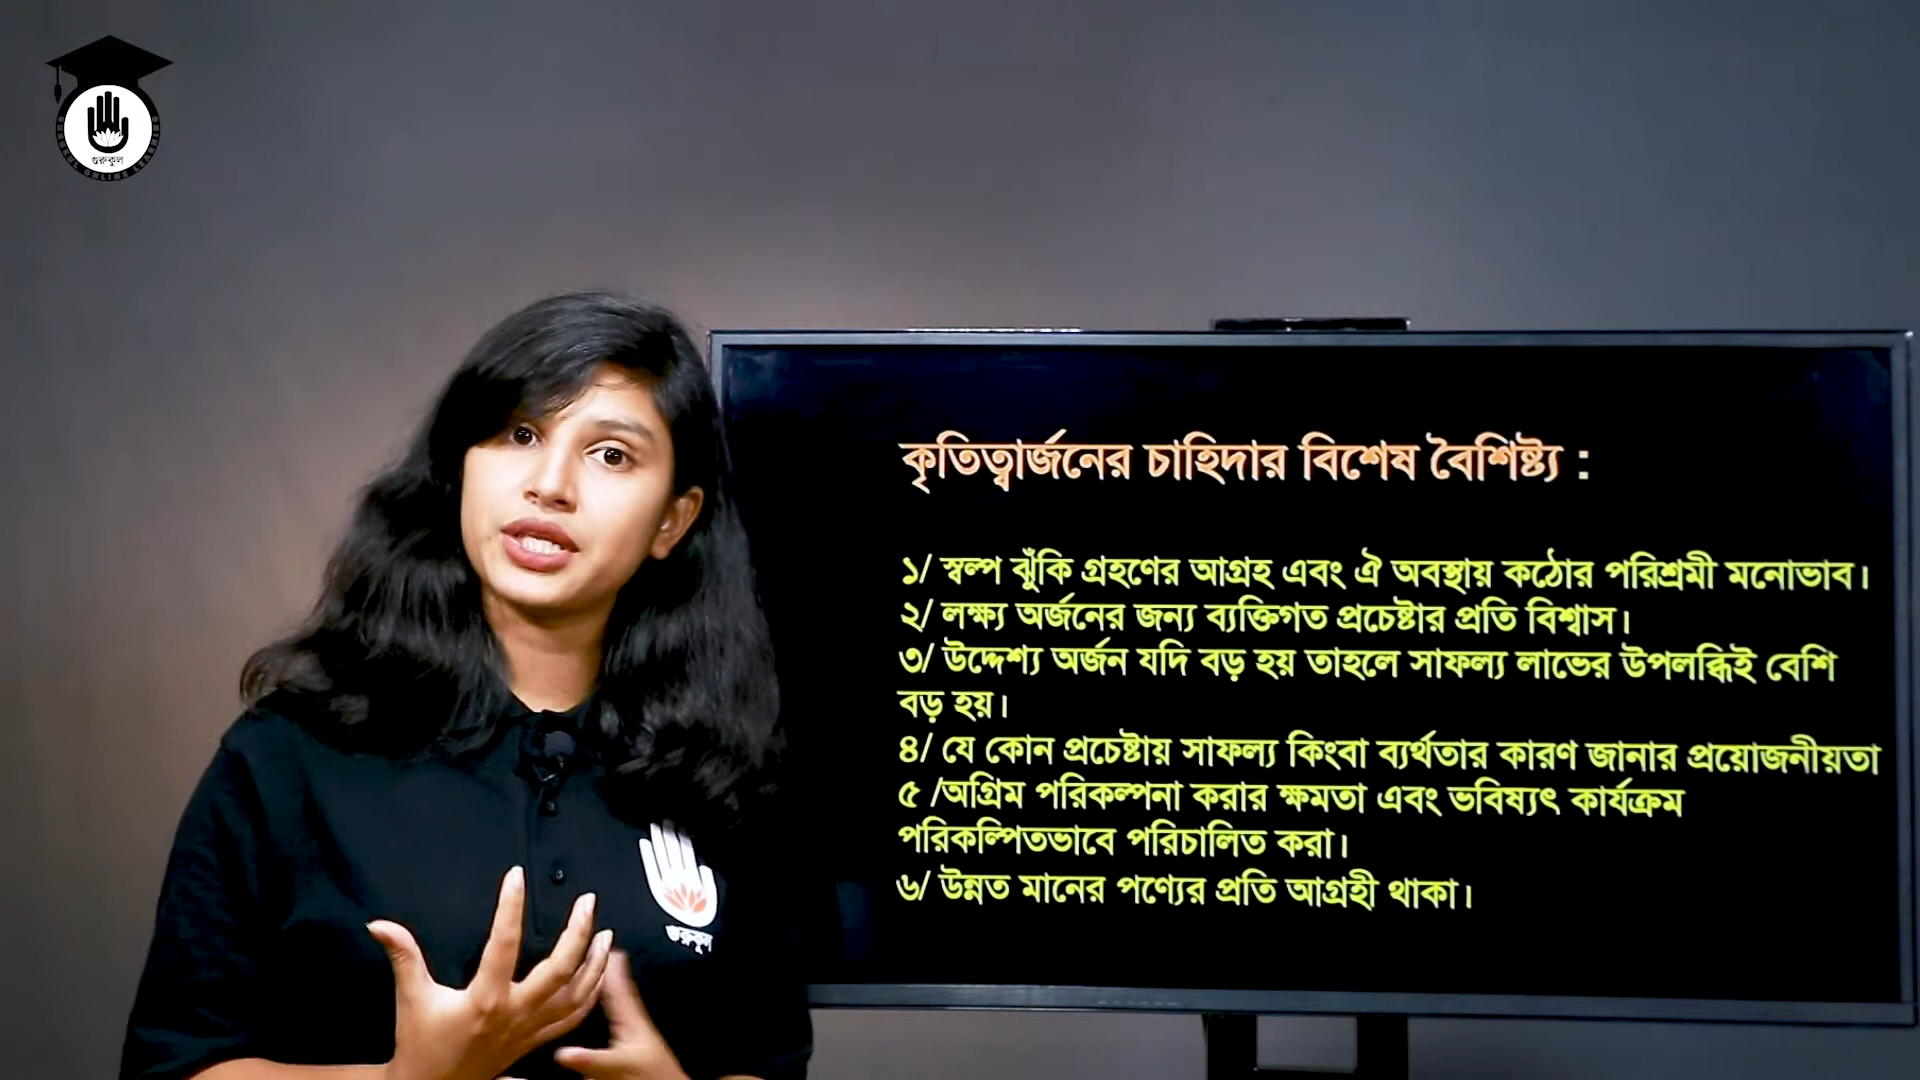 গুরুকুল
GURUKUL ONLINE LEARNING
কৃতিত্বার্জনের চাহিদার বিশেষ বৈশিষ্ট্য :
১/ স্বল্প ঝুঁকি গ্রহণের আগ্রহ এবং ঐ অবস্থায় কঠোর পরিশ্রমী মনোভাব।
২/ লক্ষ্য অর্জনের জন্য ব্যক্তিগত প্রচেষ্টার প্রতি বিশ্বাস।
৩/ উদ্দেশ্য অর্জন যদি বড় হয় তাহলে সাফল্য লাভের উপলব্ধিই বেশি
বড় হয়।
৪/ যে কোন প্রচেষ্টায় সাফল্য কিংবা ব্যর্থতার কারণ জানার প্রয়োজনীয়তা
৫ /অগ্রিম পরিকল্পনা করার ক্ষমতা এবং ভবিষ্যৎ কার্যক্রম
পরিকল্পিতভাবে পরিচালিত করা।
৬/ উন্নত মানের পণ্যের প্রতি আগ্রহী থাকা।
গুরুকুল